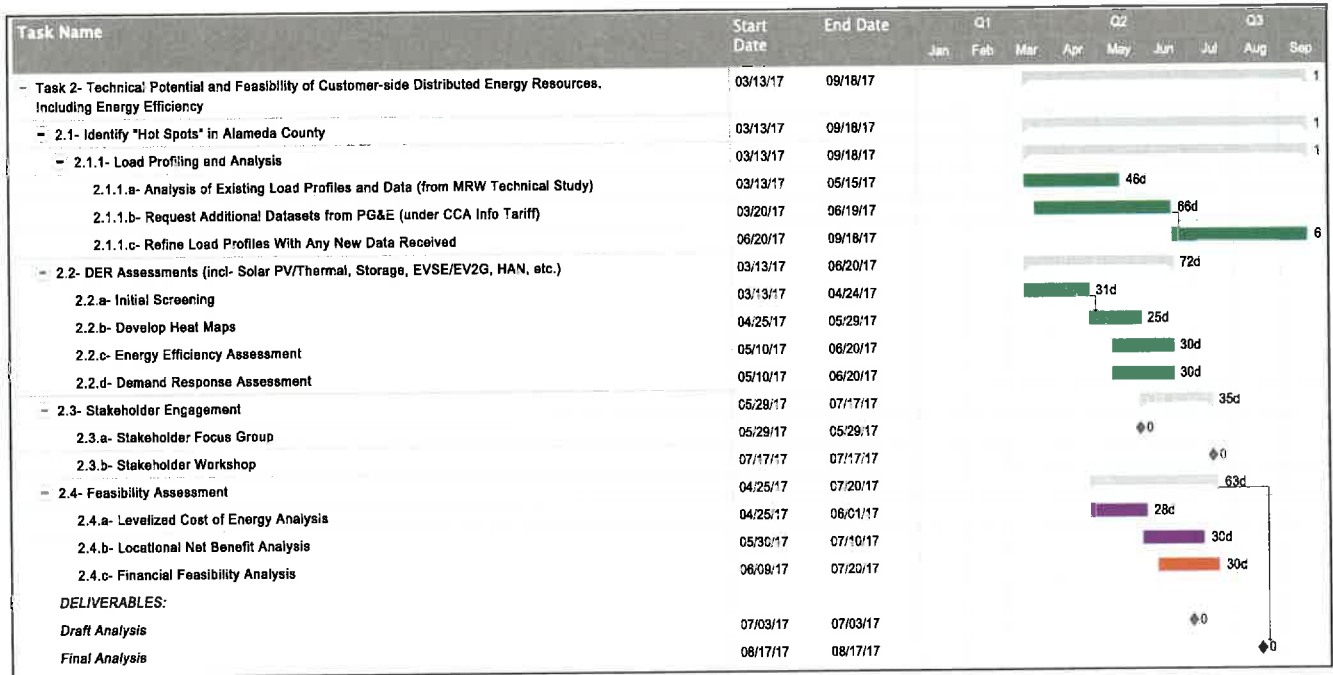 Task Name Start Date End Date Q1 Q2 Q3
Jan Feb Mar Apr May Jun Jul Aug Sep
- Task 2- Technical Potential and Feasibility of Customer-side Distributed Energy Resources, 03/13/17 09/18/17 1
Including Energy Efficiency
- 2.1- Identify "Hot Spots" in Alameda County 03/13/17 09/18/17 1
- 2.1.1- Load Profiling and Analysis 03/13/17 09/18/17 1
2.1.1.a- Analysis of Existing Load Profiles and Data (from MRW Technical Study) 03/13/17 05/15/17 46d
2.1.1.b- Request Additional Datasets from PG&E (under CCA Info Tariff) 03/20/17 06/19/17 66d
2.1.1.c- Refine Load Profiles With Any New Data Received 06/20/17 09/18/17 6
- 2.2- DER Assessments (incl- Solar PV/Thermal, Storage, EVSE/EV2G, HAN, etc.) 03/13/17 06/20/17 72d
2.2.a- Initial Screening 03/13/17 04/24/17 31d
2.2.b- Develop Heat Maps 04/25/17 05/29/17 25d
2.2.c- Energy Efficiency Assessment 05/10/17 06/20/17 30d
2.2.d- Demand Response Assessment 05/10/17 06/20/17 30d
- 2.3- Stakeholder Engagement 05/29/17 07/17/17 35d
2.3.a- Stakeholder Focus Group 05/29/17 05/29/17 0
2.3.b- Stakeholder Workshop 07/17/17 07/17/17 0
- 2.4- Feasibility Assessment 04/25/17 07/20/17 63d
2.4.a- Levelized Cost of Energy Analysis 04/25/17 06/01/17 28d
2.4.b- Locational Net Benefit Analysis 05/30/17 07/10/17 30d
2.4.c- Financial Feasibility Analysis 06/09/17 07/20/17 30d
DELIVERABLES:
Draft Analysis 07/03/17 07/03/17 0
Final Analysis 08/17/17 08/17/17 0